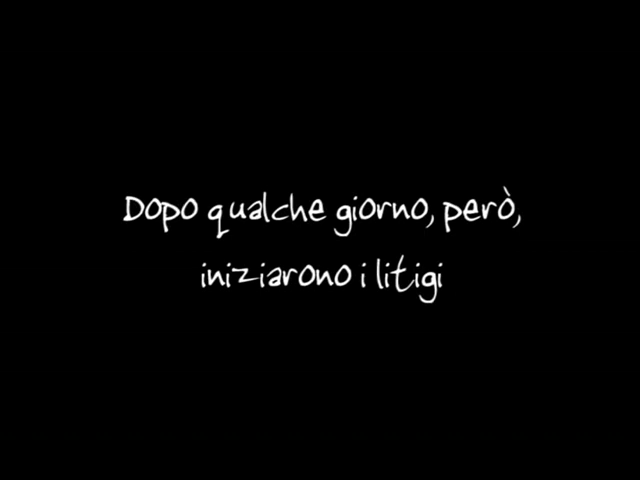 Dopo qualche giorno, però,
iniziarono i litigi